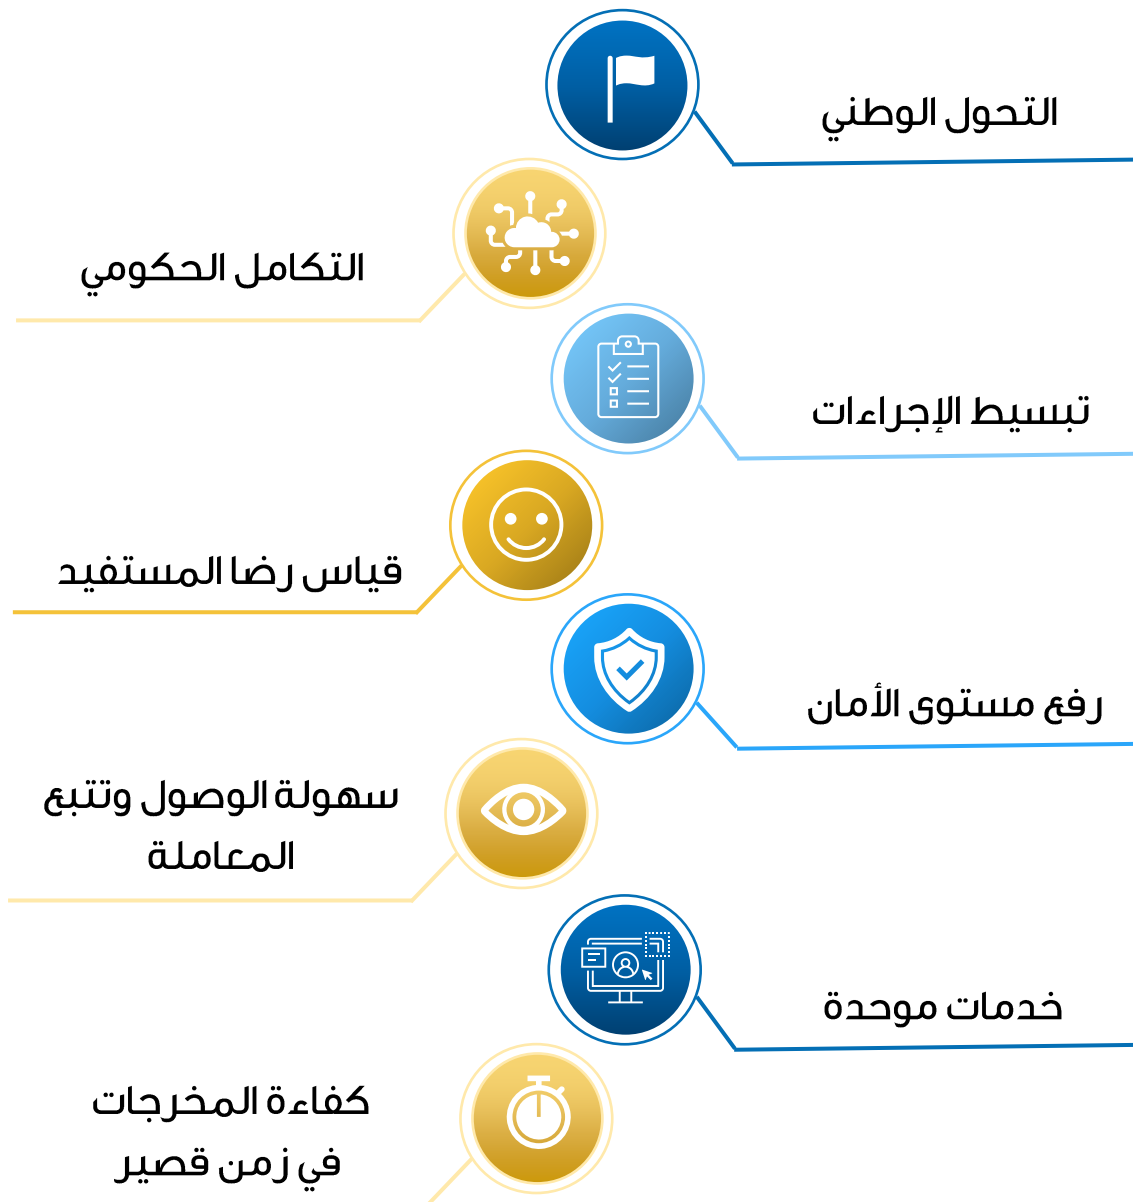 التحول الوطني
التكامل الحكومي
تبسيط الإجراءات
قياس رضا المستفيد
رفع مستوى الأمان
سهولة الوصول وتتبع
المعاملة
خدمات موحدة
كفاءة المخرجات
في زمن قصير